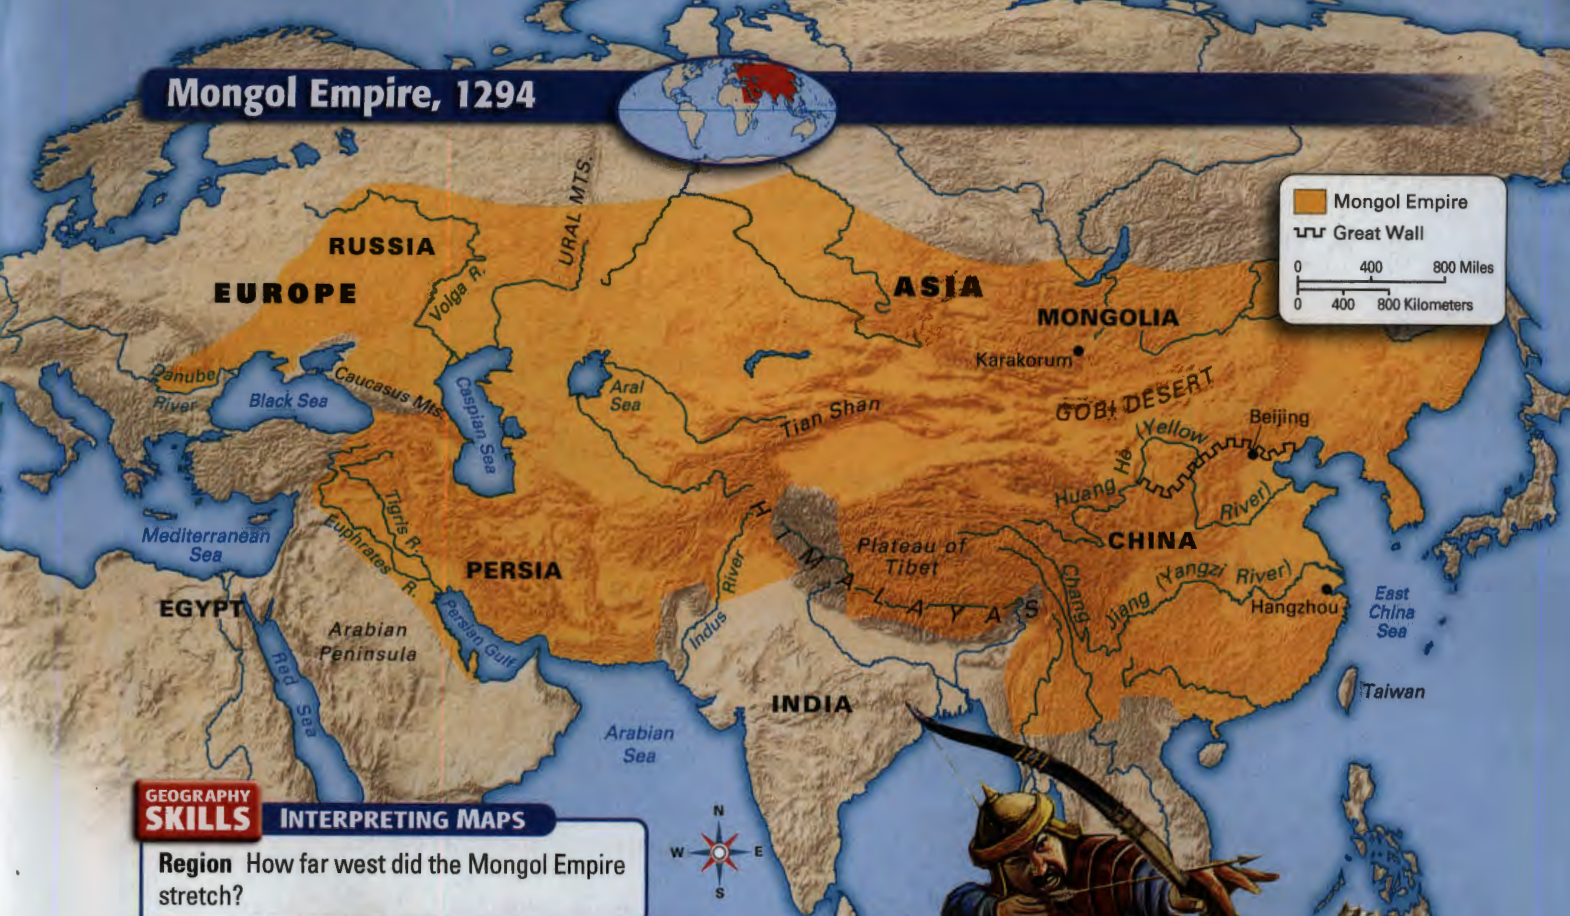 Mongol Empire, 1294
Mongol Empire
Great Wall
0 400 800 Miles
0 400 800 Kilometers
URAL MTS.
RUSSIA
EUROPE
Volga R.
ASIA
MONGOLIA
Karakorum
Danube
River
Black Sea
Caucasus Mts.
Caspian Sea
Aral
Sea
Tian Shan
GOBI DESERT
Beijing
Huang He (Yellow
River)
Mediterranean
Sea
Tigris R.
Euphrates R.
PERSIA
HIMALAYAS
Plateau of
Tibet
CHINA
Chang Jiang (Yangzi River)
Hangzhou
East
China
Sea
EGYPT
Arabian
Peninsula
Persian Gulf
Indus River
Red Sea
INDIA
Taiwan
Arabian
Sea
GEOGRAPHY
SKILLS
INTERPRETING MAPS
N
W E
S
Region How far west did the Mongol Empire
stretch?